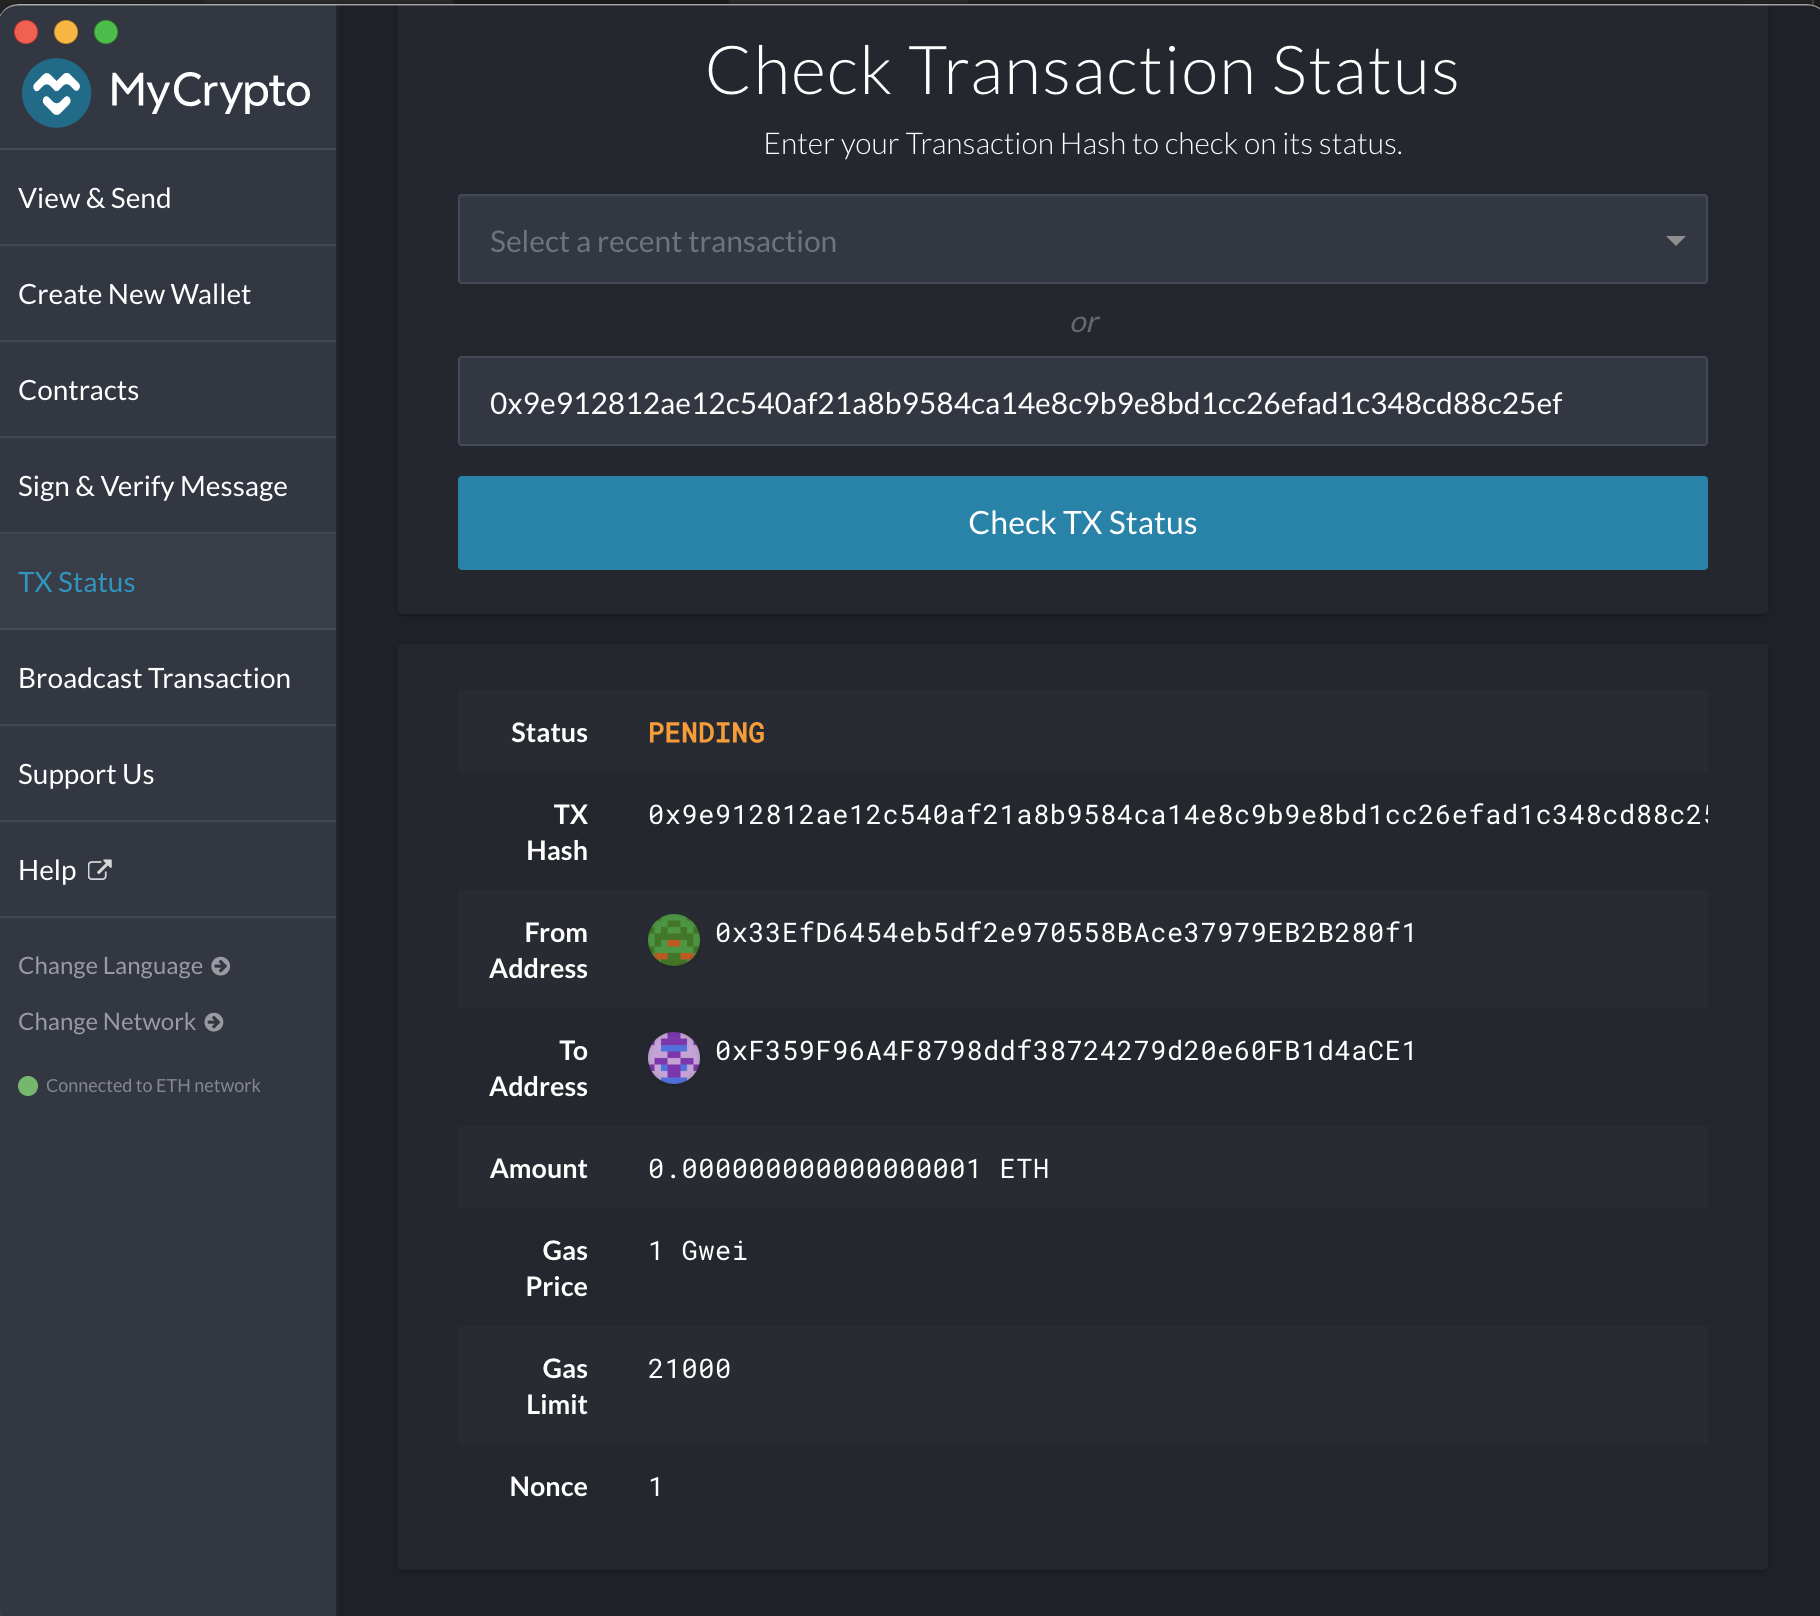 MyCrypto
View & Send
Create New Wallet
Contracts
Sign & Verify Message
TX Status
Broadcast Transaction
Support Us
Help
Change Language
Change Network
Connected to ETH network
Check Transaction Status
Enter your Transaction Hash to check on its status.
Select a recent transaction
or
0x9e912812ae12c540af21a8b9584ca14e8c9b9e8bd1cc26efad1c348cd88c25ef
Check TX Status
Status PENDING
TX Hash 0x9e912812ae12c540af21a8b9584ca14e8c9b9e8bd1cc26efad1c348cd88c25
From Address 0x33EfD6454eb5df2e970558BAce37979EB2B280f1
To Address 0xF359F96A4F8798ddf38724279d20e60FB1d4aCE1
Amount 0.000000000000000001 ETH
Gas Price 1 Gwei
Gas Limit 21000
Nonce 1